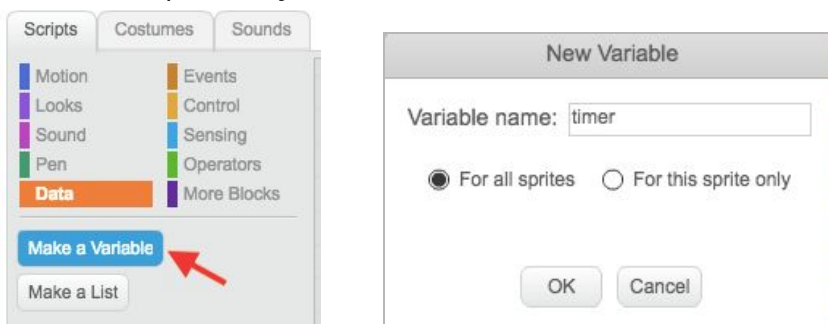 Scripts Costumes Sounds
Motion Events
Looks Control
Sound Sensing
Pen Operators
Data More Blocks
Make a Variable
Make a List
New Variable
Variable name: timer
For all sprites For this sprite only
OK Cancel